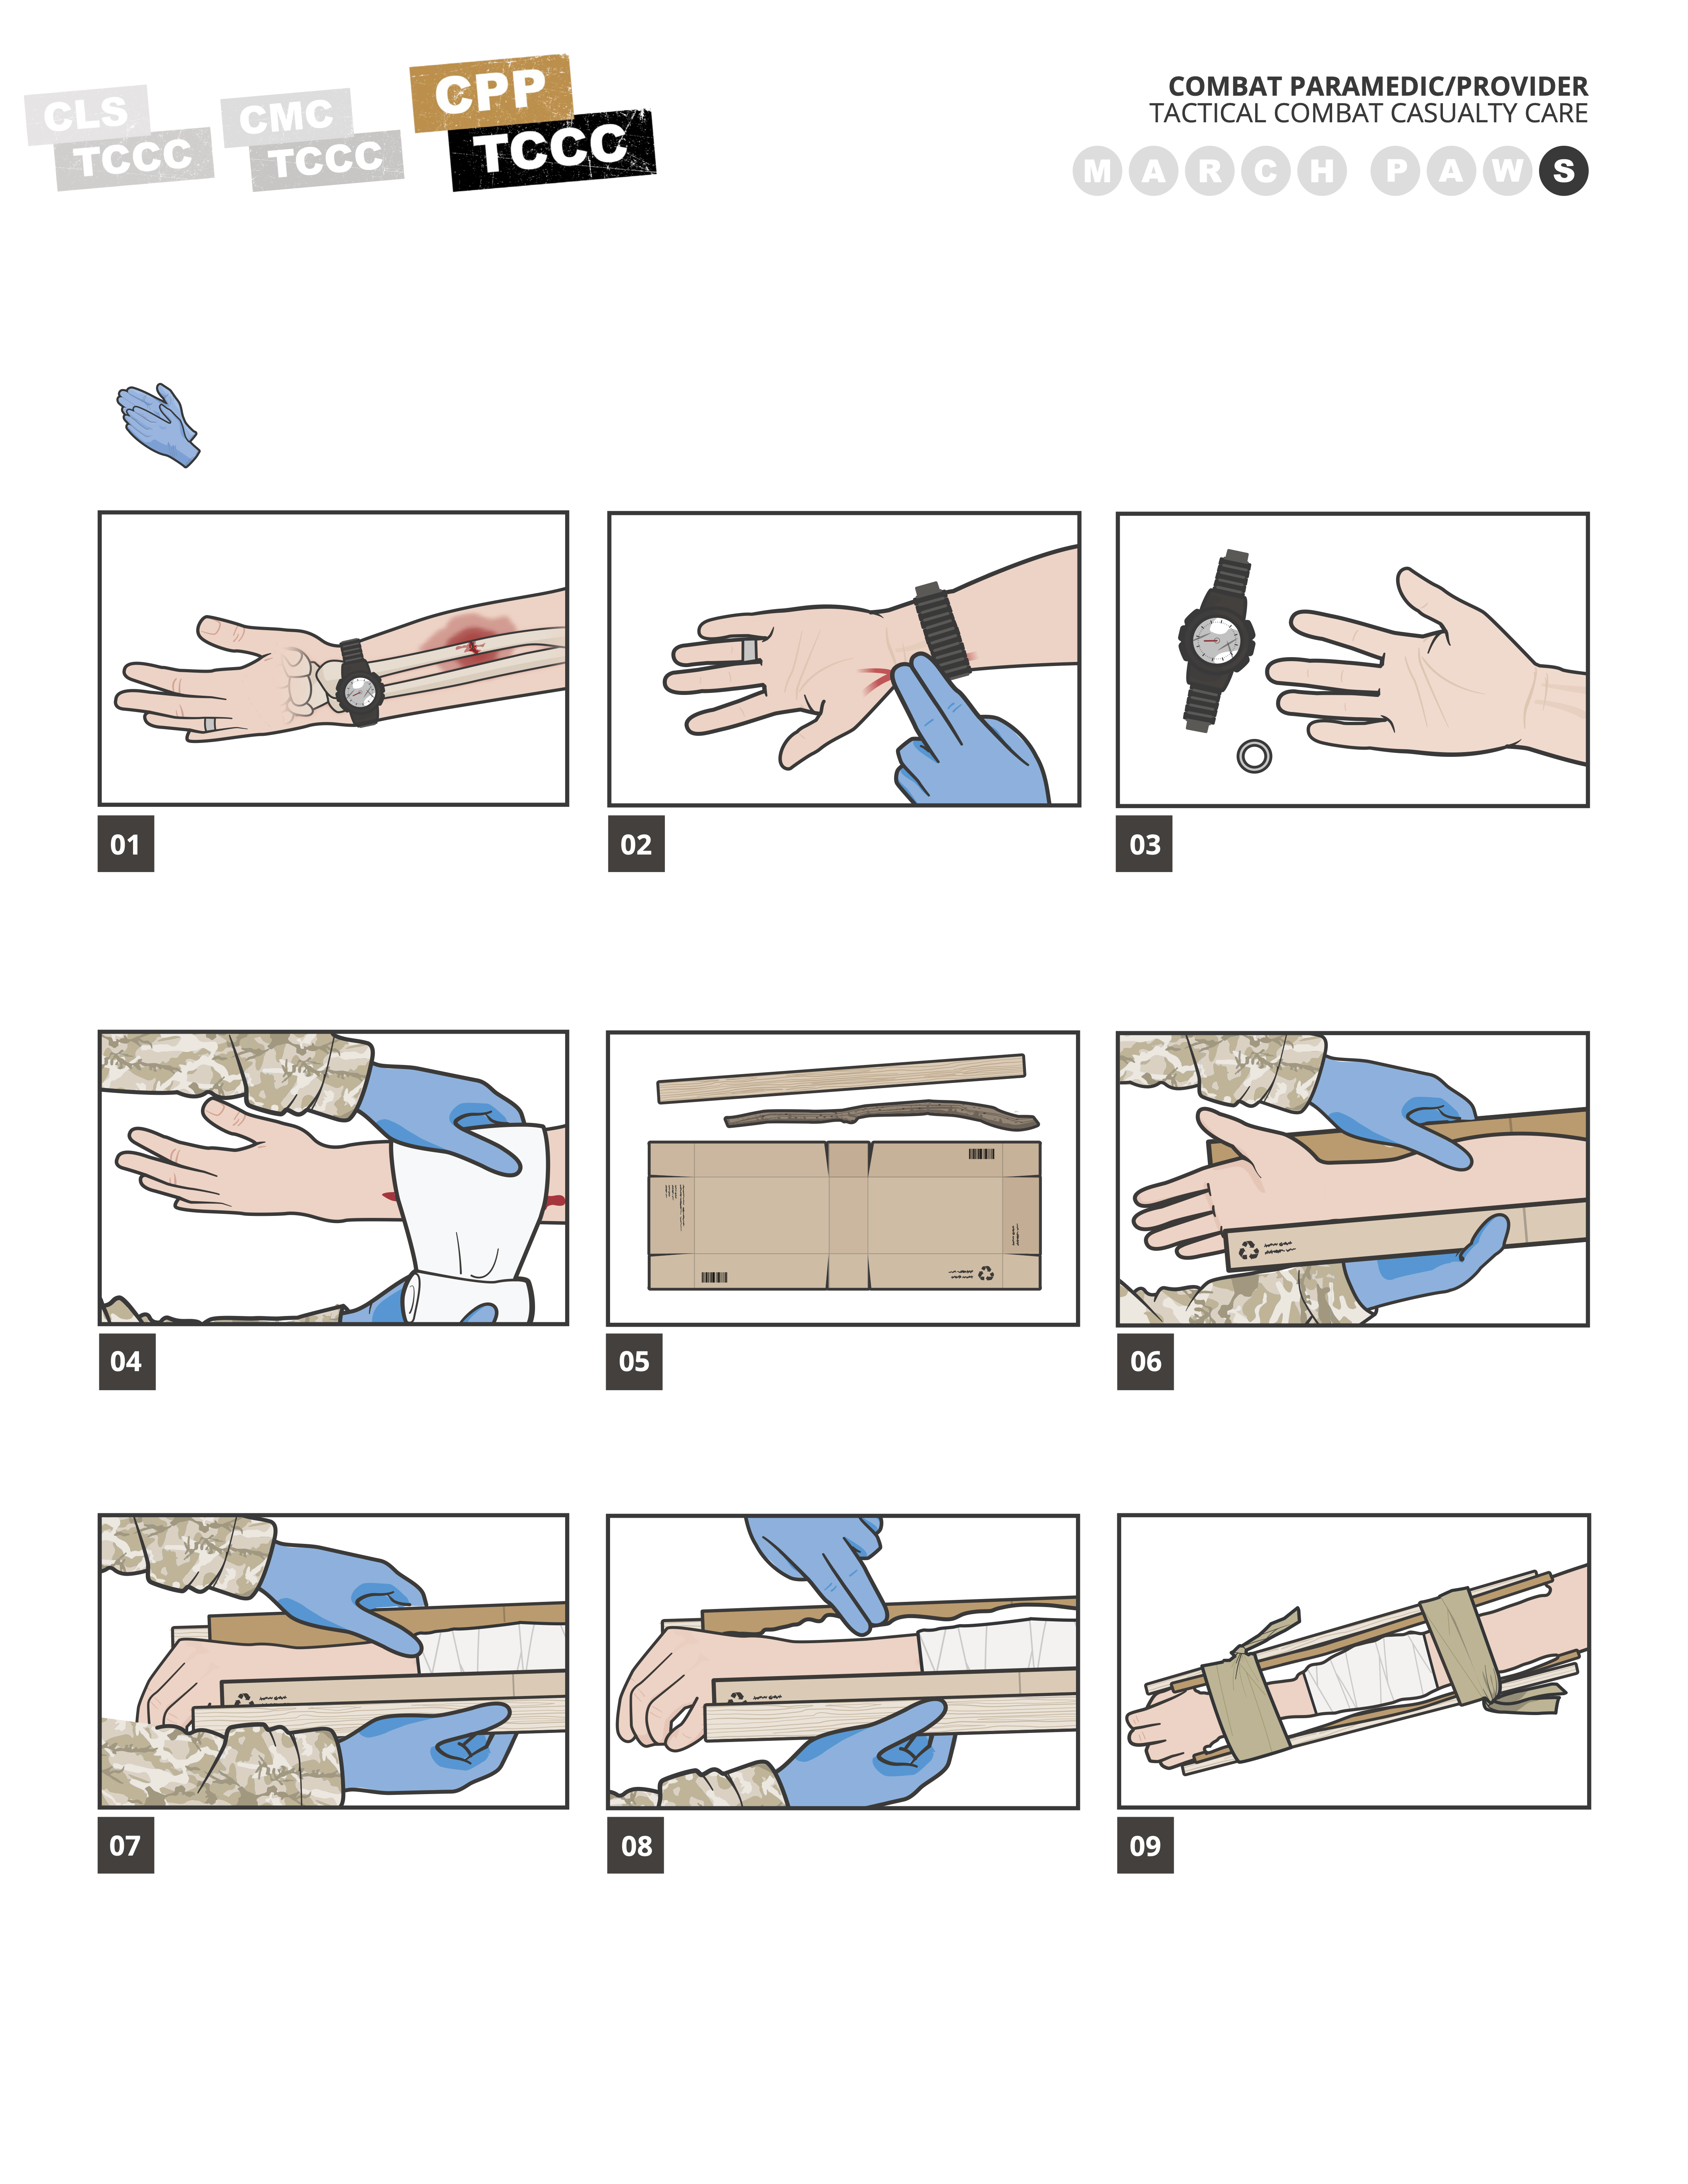 CLS
TCCC
CMC
TCCC
CPP
TCCC
COMBAT PARAMEDIC/PROVIDER
TACTICAL COMBAT CASUALTY CARE
M A R C H P A W S
01
02
03
04
05
06
07
08
09